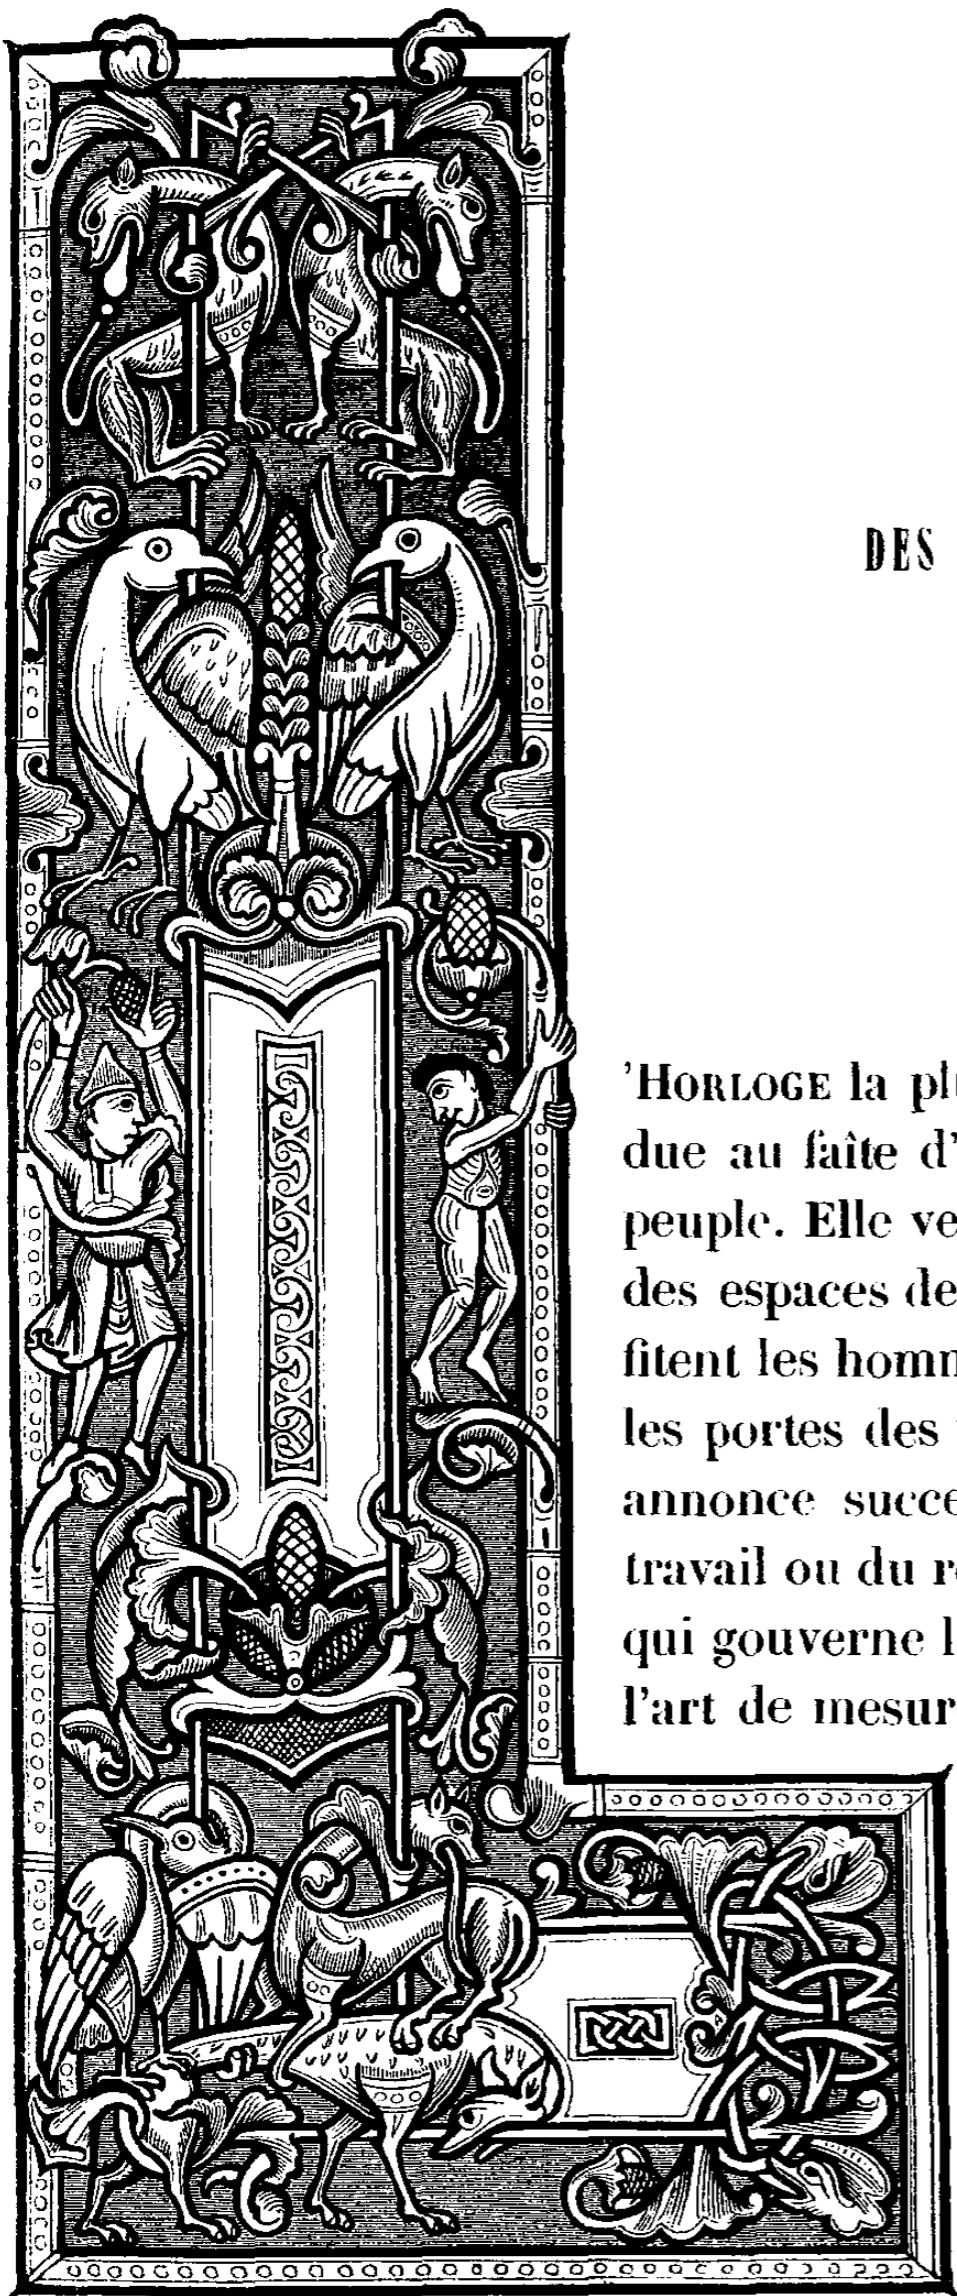 DES
L
'HORLOGE la pl
due au faîte d'
peuple. Elle ve
des espaces de
fitent les hom
les portes des
annonce succe
travail ou du r
qui gouverne l
l'art de mesur